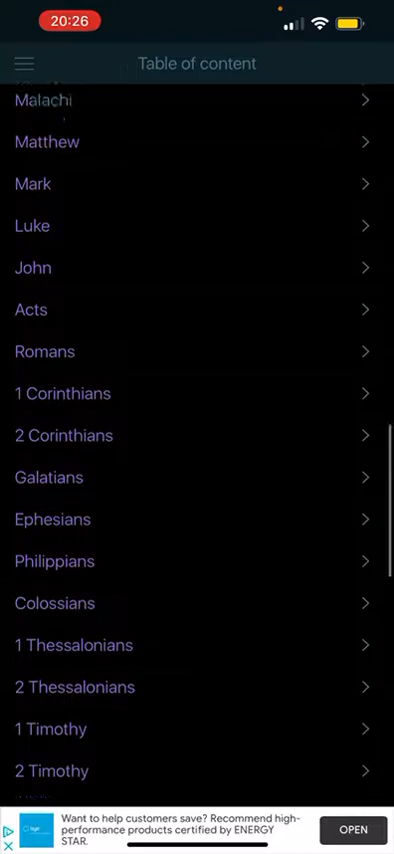 20:26
Table of content
Malachi
Matthew
Mark
Luke
John
Acts
Romans
1 Corinthians
2 Corinthians
Galatians
Ephesians
Philippians
Colossians
1 Thessalonians
2 Thessalonians
1 Timothy
2 Timothy
Want to help customers save? Recommend high-
performance products certified by ENERGY
STAR.
OPEN